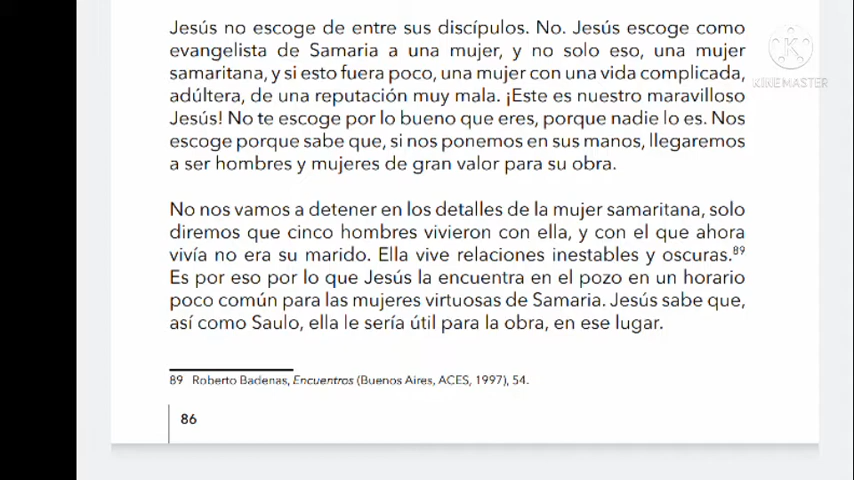 Jesús no escoge de entre sus discípulos. No. Jesús escoge como
evangelista de Samaria a una mujer, y no solo eso, una mujer
samaritana, y si esto fuera poco, una mujer con una vida complicada,
adúltera, de una reputación muy mala. ¡Este es nuestro maravilloso
Jesús! No te escoge por lo bueno que eres, porque nadie lo es. Nos
escoge porque sabe que, si nos ponemos en sus manos, llegaremos
a ser hombres y mujeres de gran valor para su obra.
No nos vamos a detener en los detalles de la mujer samaritana, solo
diremos que cinco hombres vivieron con ella, y con el que ahora
vivía no era su marido. Ella vive relaciones inestables y oscuras.89
Es por eso por lo que Jesús la encuentra en el pozo en un horario
poco común para las mujeres virtuosas de Samaria. Jesús sabe que,
así como Saulo, ella le sería útil para la obra, en ese lugar.
89 Roberto Badenas, Encuentros (Buenos Aires, ACES, 1997), 54.
86
K
KINEMASTER